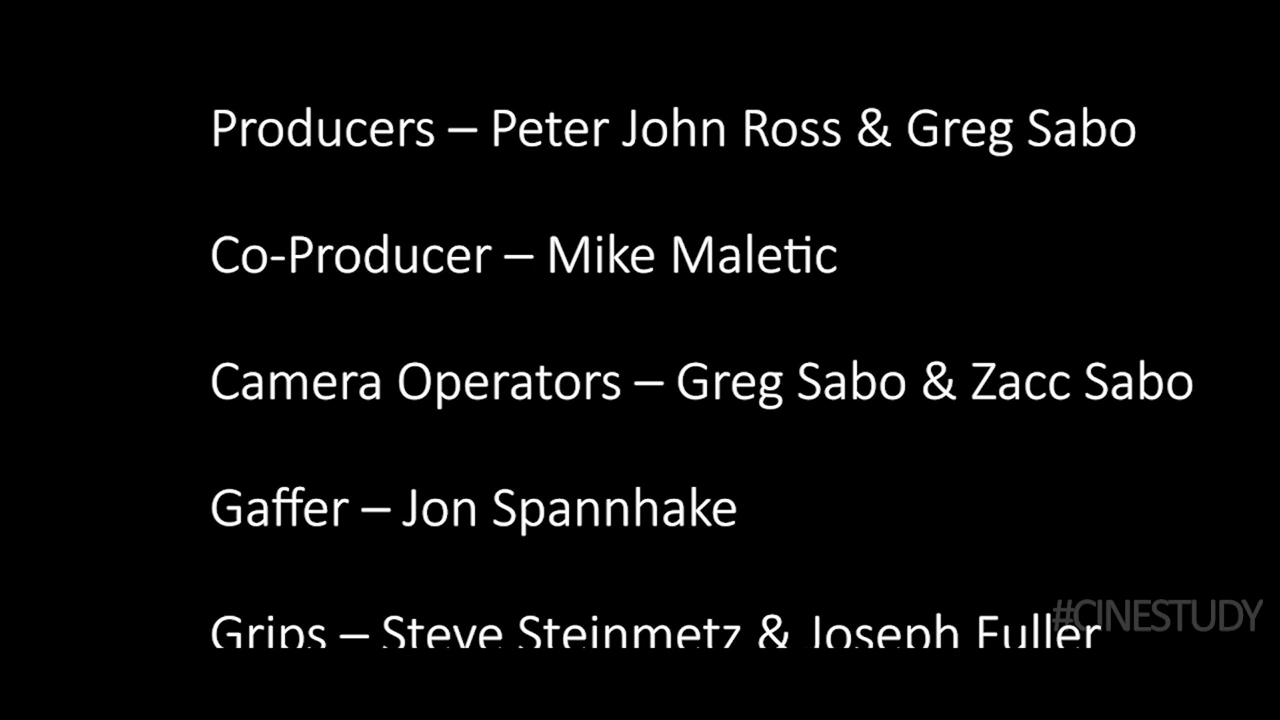 Producers – Peter John Ross & Greg Sabo
Co-Producer – Mike Maletic
Camera Operators – Greg Sabo & Zacc Sabo
Gaffer – Jon Spannhake
Grips – Steve Steinmetz & Joseph Fuller
#CINESTUDY